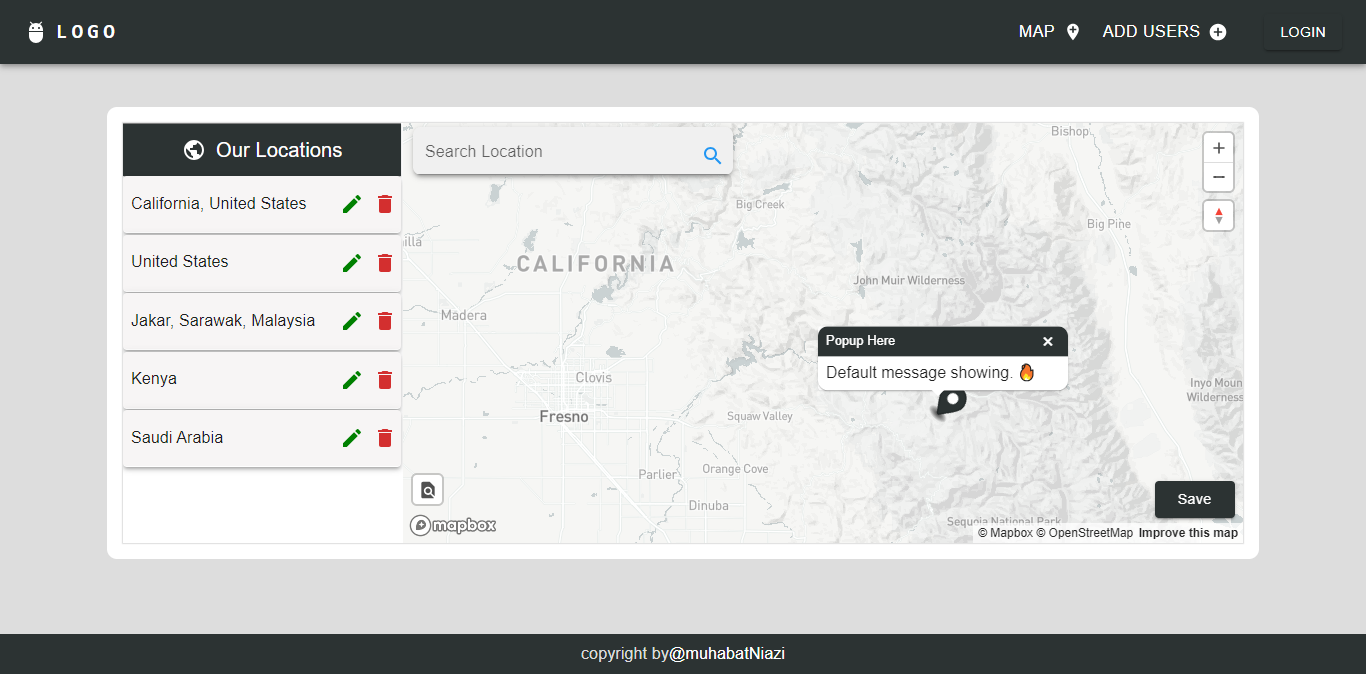 LOGO
MAP
ADD USERS
LOGIN
Our Locations
California, United States
United States
Jakar, Sarawak, Malaysia
Kenya
Saudi Arabia
Search Location
Bishop
Big Creek
Big Pine
illa
CALIFORNIA
John Muir Wilderness
Madera
Popup Here
Default message showing. 🔥
Clovis
Inyo Moun
Wilderness
Fresno
Squaw Valley
Parlier
Orange Cove
Dinuba
Save
Sequoia National Park
mapbox
© Mapbox © OpenStreetMap Improve this map
copyright by@muhabatNiazi